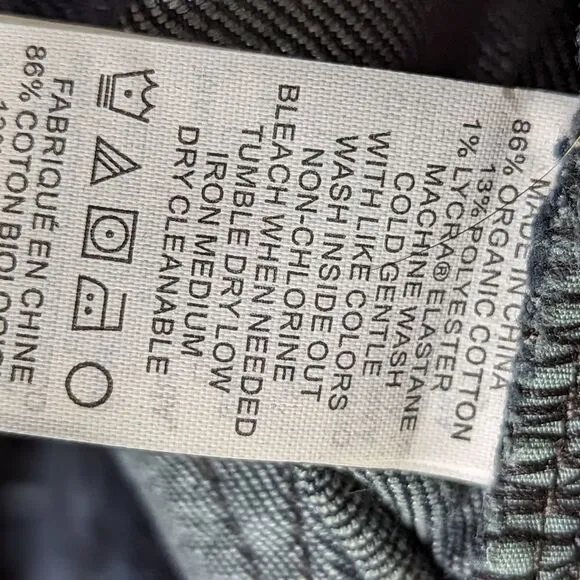 MADE IN CHINA
86% ORGANIC COTTON
13% POLYESTER
1% LYCRA® ELASTANE
MACHINE WASH
COLD GENTLE
WITH LIKE COLORS
WASH INSIDE OUT
NON-CHLORINE
BLEACH WHEN NEEDED
TUMBLE DRY LOW
IRON MEDIUM
DRY CLEANABLE
FABRIQUÉ EN CHINE
86% COTON